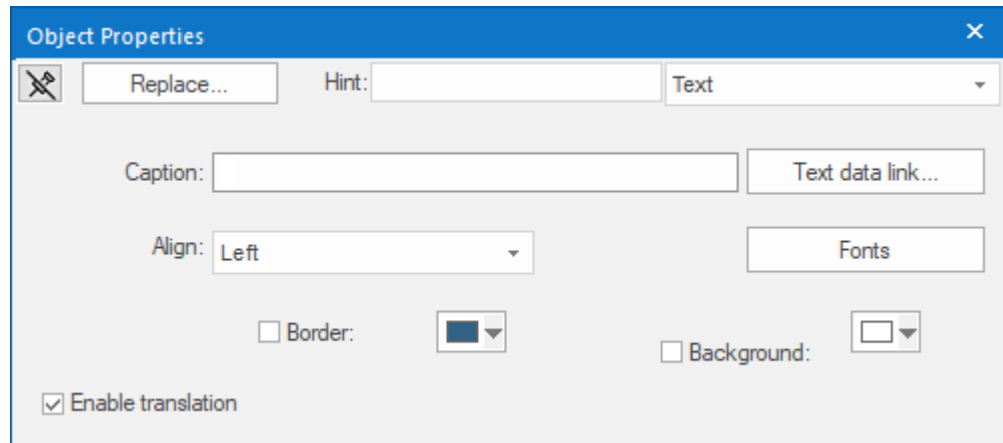 Object Properties
Replace... Hint: Text
Caption: Text data link...
Align: Left Fonts
Border: Background:
Enable translation